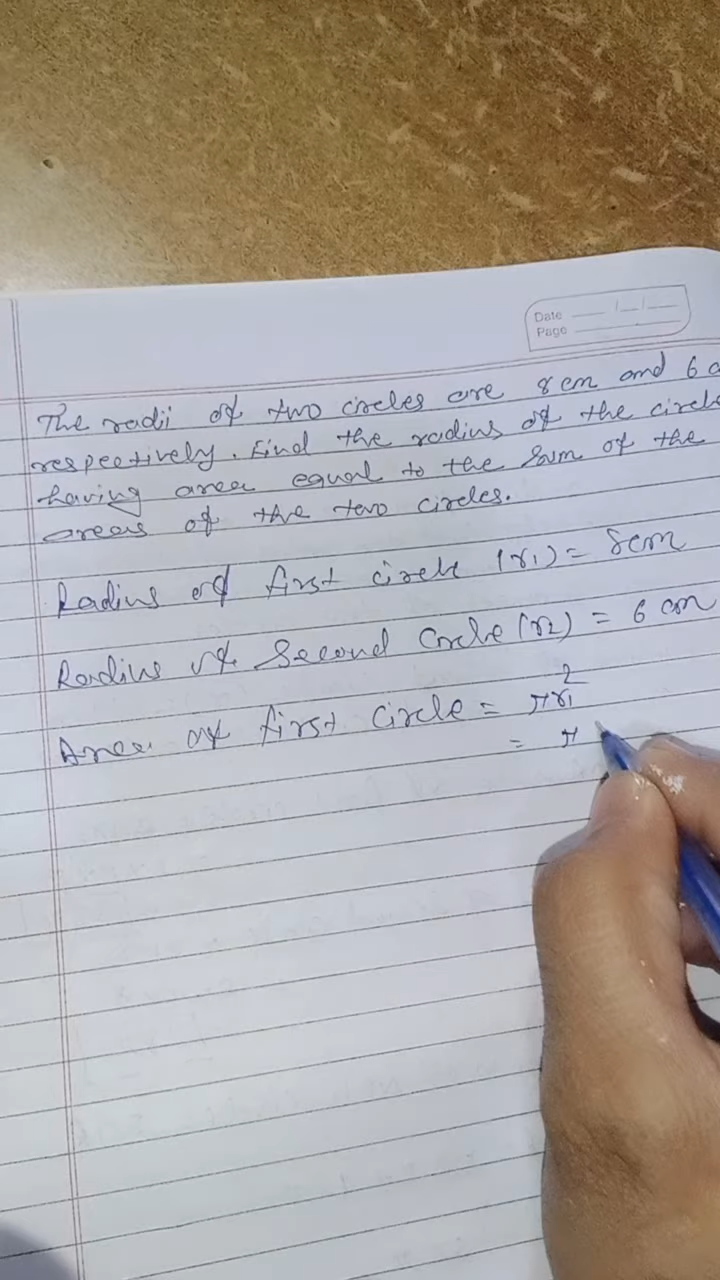 Date
Page
The radii of two circles are 8 cm and 6 c
respectively. Find the radius of the circle
having area equal to the sum of the
areas of the two circles.
Radius of first circle (r1) = 8cm
Radius of Second Circle (r2) = 6 cm
Area of first Circle = πr₁²
= π